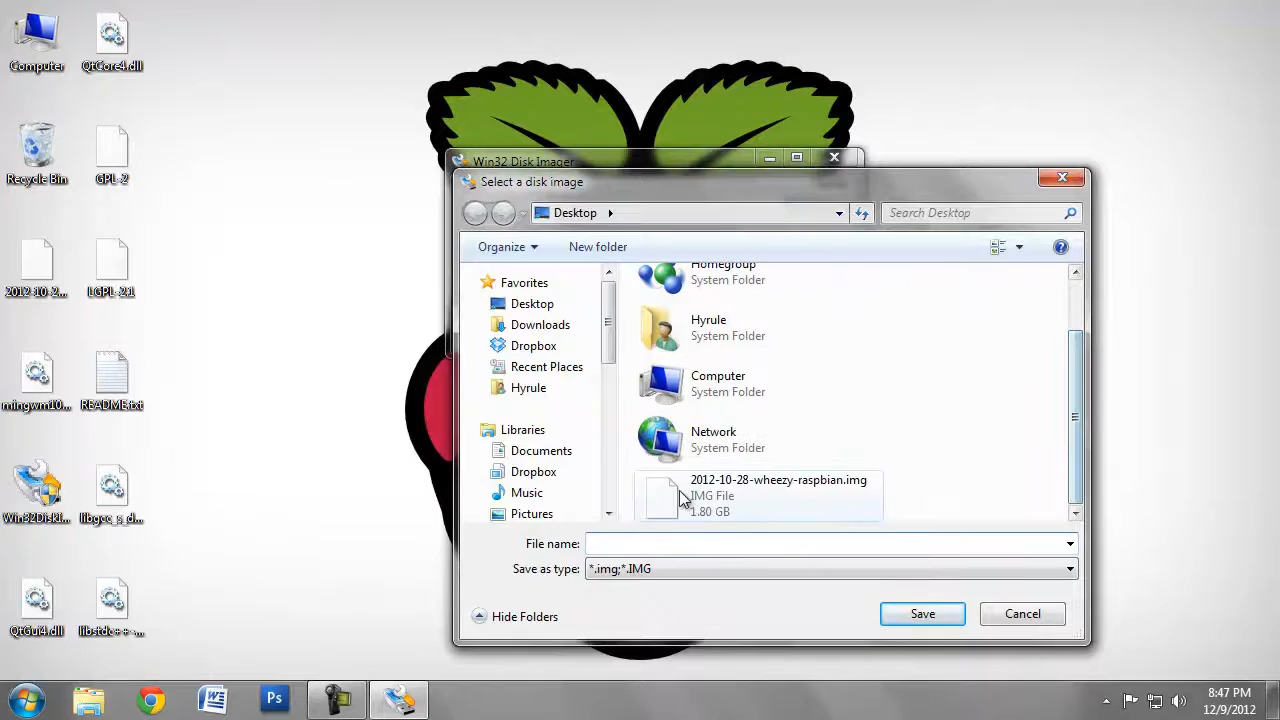 Computer
QtCore4.dll
Recycle Bin
GPL-2
2012-10-2...
LGPL-2.1
mingwm10...
README.txt
Win32DiskI...
libgcc_s_d...
QtGui4.dll
libstdc++-...
Win32 Disk Imager
Select a disk image
Desktop
Search Desktop
Organize
New folder
Favorites
Desktop
Downloads
Dropbox
Recent Places
Hyrule
Libraries
Documents
Dropbox
Music
Pictures
Homegroup
System Folder
Hyrule
System Folder
Computer
System Folder
Network
System Folder
2012-10-28-wheezy-raspbian.img
IMG File
1.80 GB
File name:
Save as type: *.img;*.IMG
Hide Folders
Save
Cancel
W
Ps
8:47 PM
12/9/2012